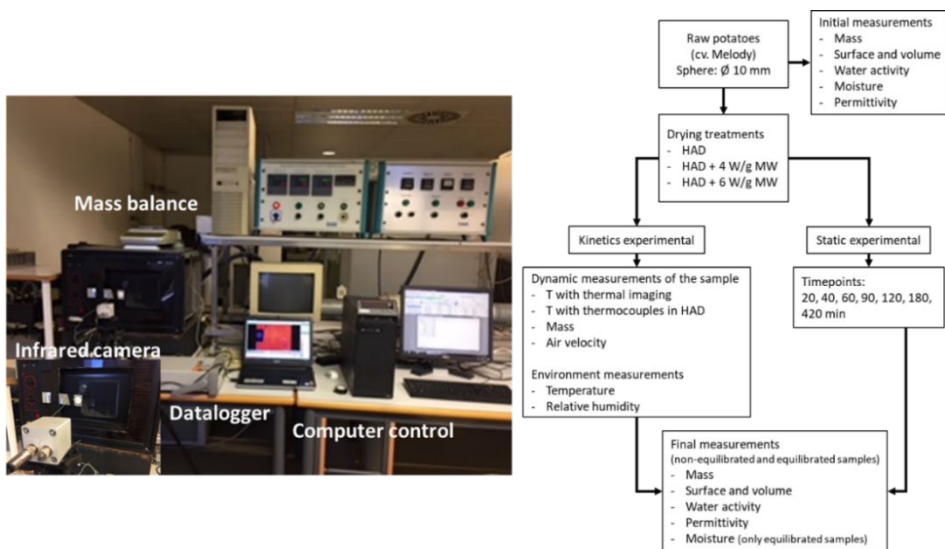 Mass balance
Infrared camera
Datalogger
Computer control
Raw potatoes
(cv. Melody)
Sphere: Ø 10 mm
Initial measurements
- Mass
- Surface and volume
- Water activity
- Moisture
- Permittivity
Drying treatments
- HAD
- HAD + 4 W/g MW
- HAD + 6 W/g MW
Kinetics experimental
Static experimental
Dynamic measurements of the sample
- T with thermal imaging
- T with thermocouples in HAD
- Mass
- Air velocity
Environment measurements
- Temperature
- Relative humidity
Timepoints:
20, 40, 60, 90, 120, 180,
420 min
Final measurements
(non-equilibrated and equilibrated samples)
- Mass
- Surface and volume
- Water activity
- Permittivity
- Moisture (only equilibrated samples)